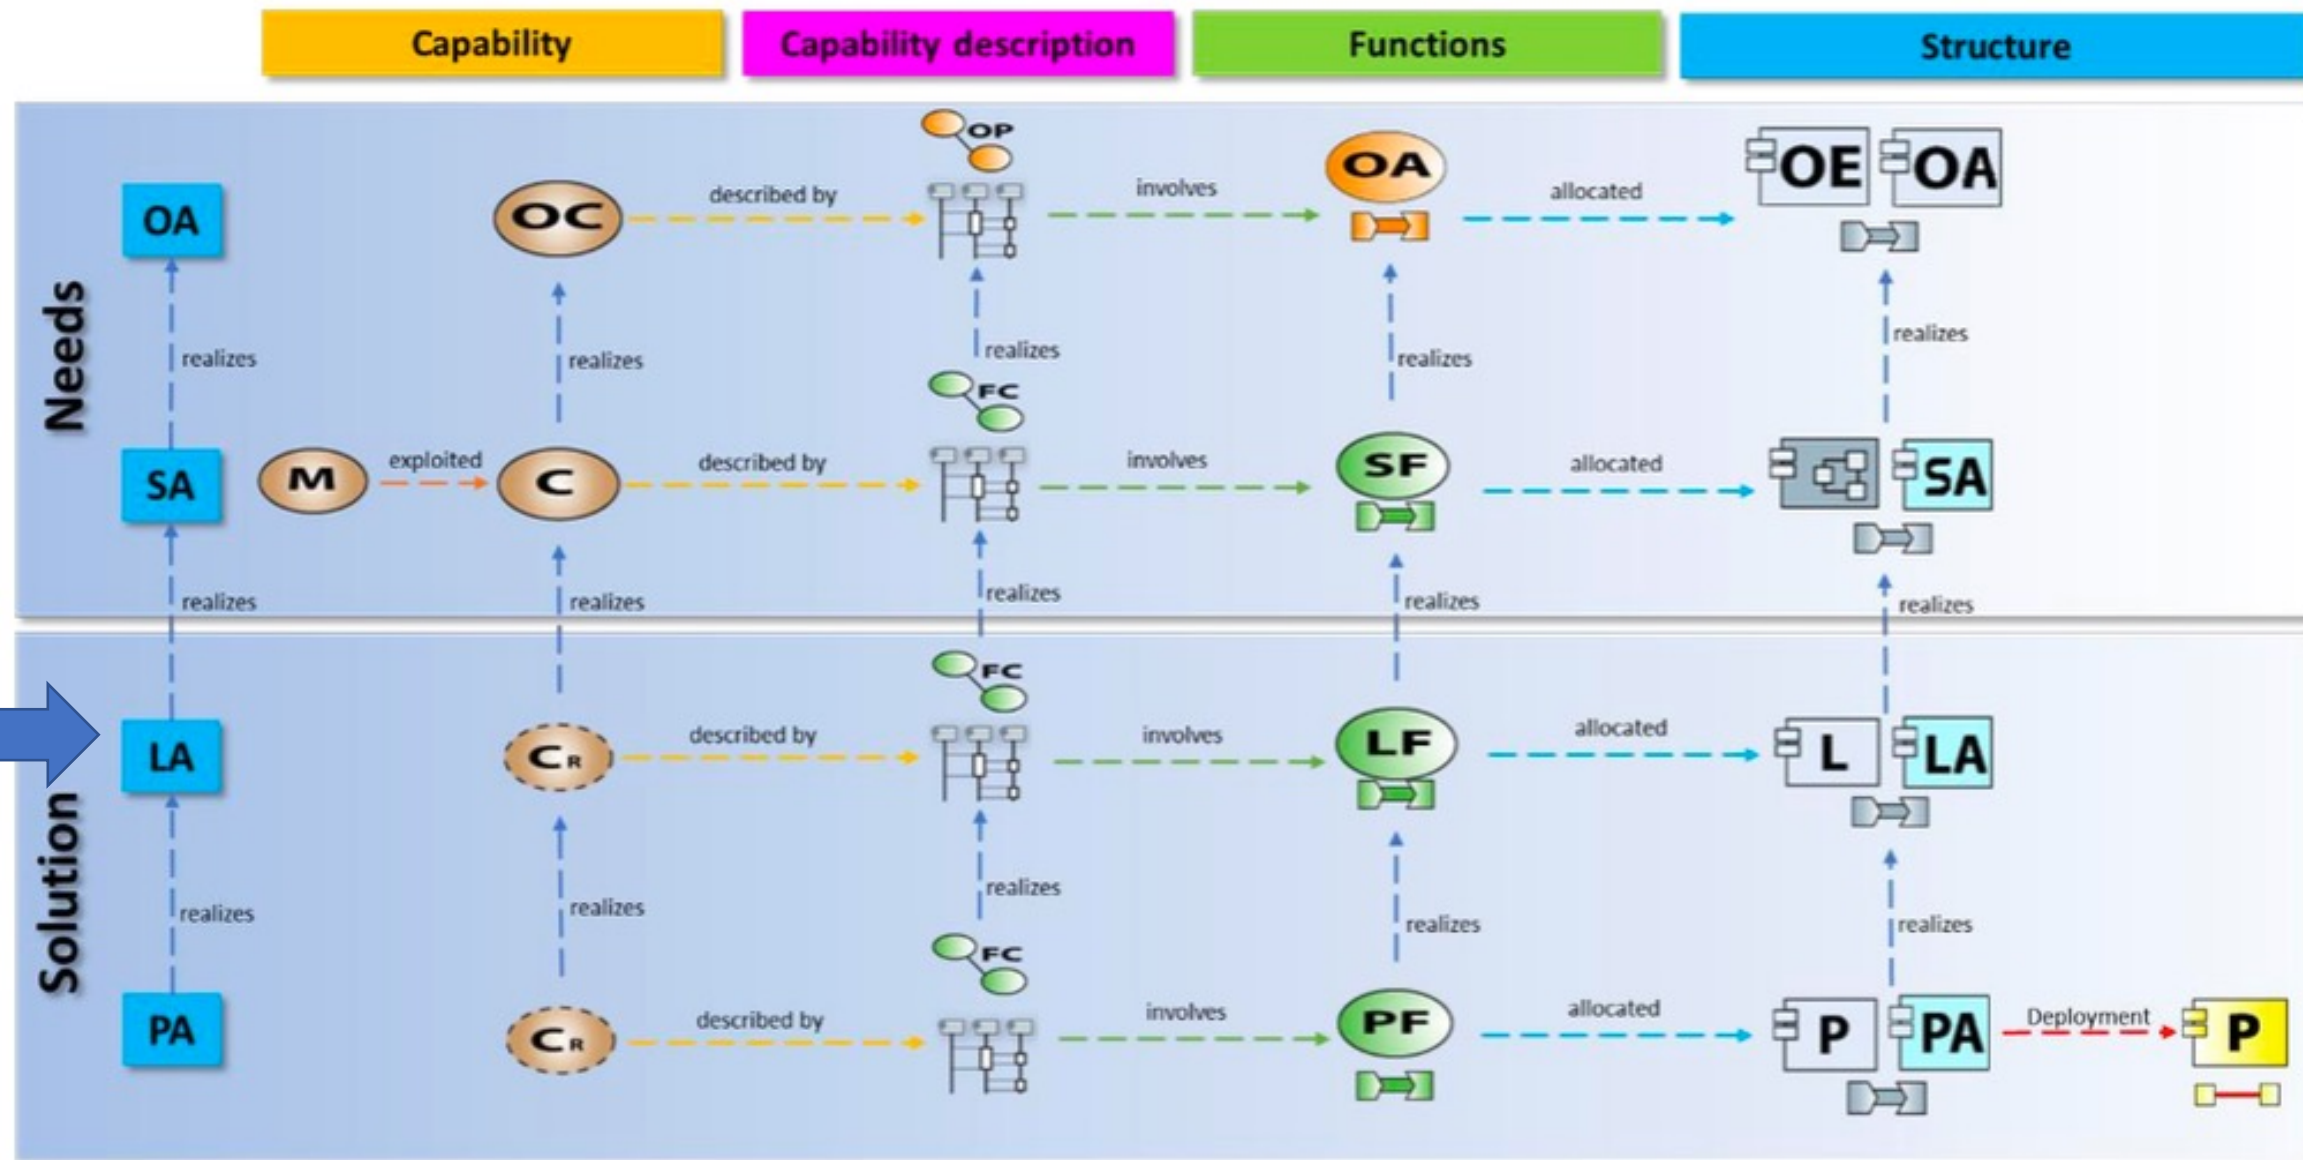 Capability
Capability description
Functions
Structure
Needs
OA
OC
described by
OP
involves
OA
allocated
OE
OA
realizes
realizes
realizes
realizes
realizes
SA
M
exploited
C
described by
FC
involves
SF
allocated
SA
realizes
realizes
realizes
realizes
realizes
Solution
LA
CR
described by
FC
involves
LF
allocated
L
LA
realizes
realizes
realizes
realizes
realizes
PA
CR
described by
FC
involves
PF
allocated
P
PA
Deployment
P